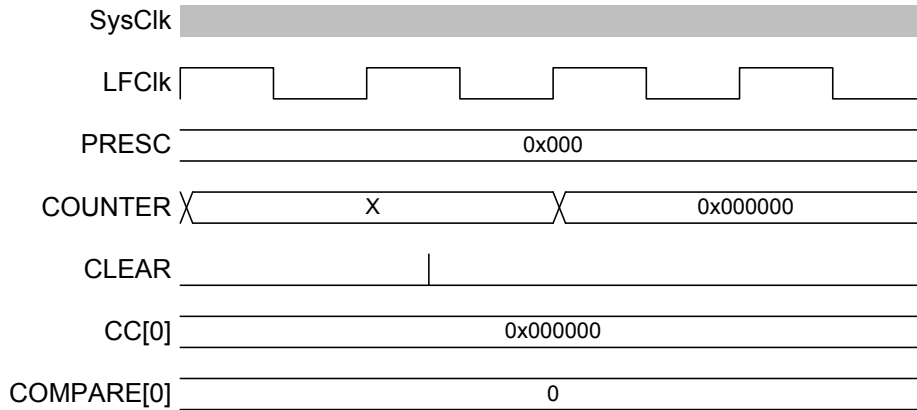 SysClk
LFClk
PRESC 0x000
COUNTER X 0x000000
CLEAR
CC[0] 0x000000
COMPARE[0] 0